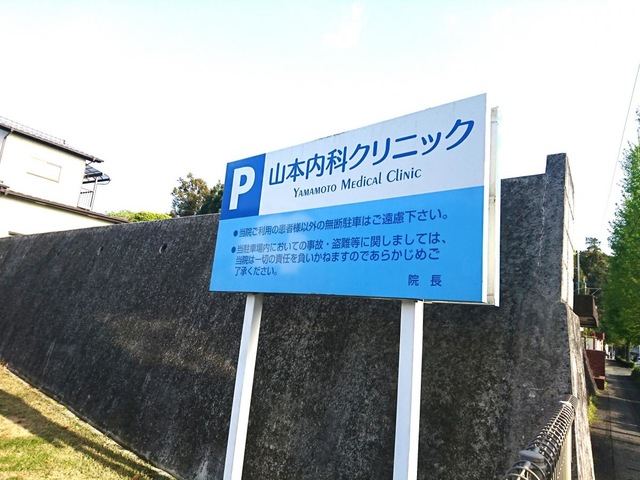 P 山本内科クリニック
YAMAMOTO MEDICAL CLINIC
●当院ご利用の患者様以外の無断駐車はご遠慮下さい。
●当駐車場内においての事故・盗難等に関しましては、
当院は一切の責任を負いかねますのであらかじめご
了承ください。
院 長